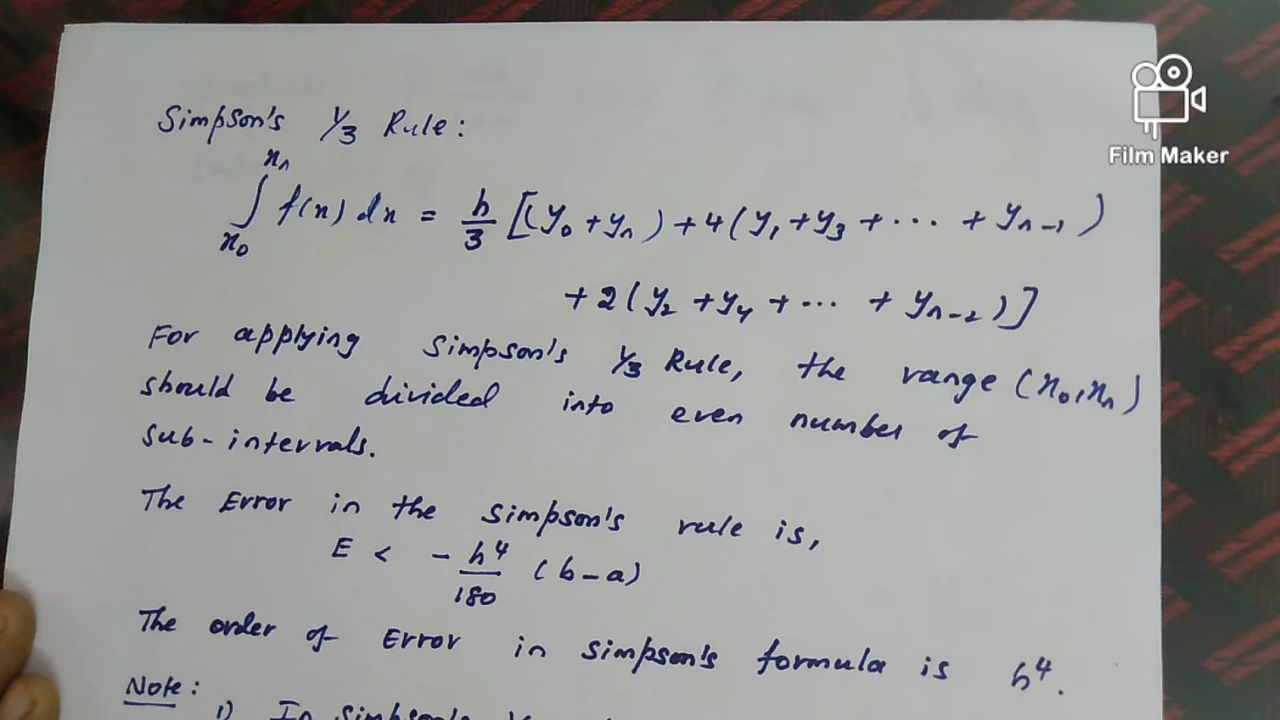 Simpson's 1/3 Rule:
∫_{x_0}^{x_n} f(x) dx = h/3 [(y_0 + y_n) + 4(y_1 + y_3 + ... + y_{n-1})
+ 2(y_2 + y_4 + ... + y_{n-2})]
For applying Simpson's 1/3 Rule, the range (x_0, x_n)
should be divided into even number of
sub-intervals.
The Error in the Simpson's rule is,
E < - h^4/180 (b-a)
The order of Error in Simpson's formula is h^4.
Note:
1) In Simpson's
Film Maker